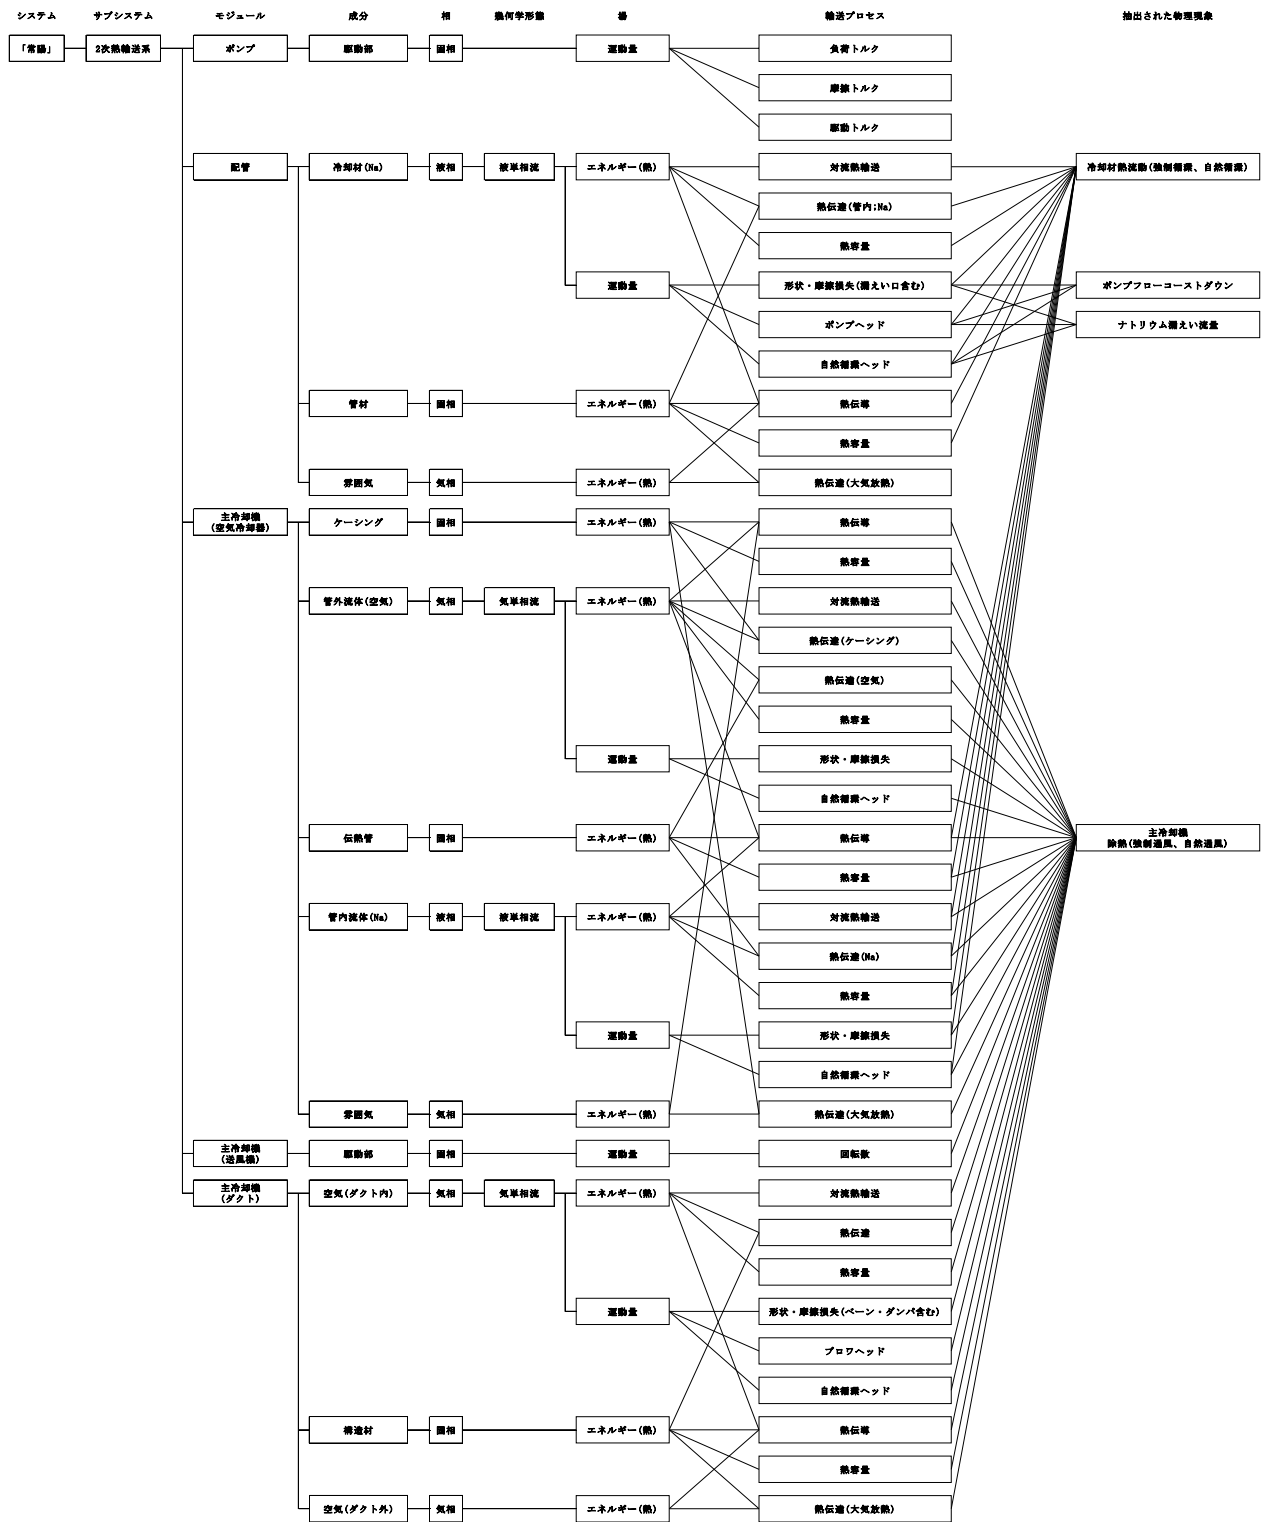 システム サブシステム モジュール 成分 相 幾何学形態 場 輸送プロセス 抽出された物理現象
「常陽」 2次熱輸送系 ポンプ 駆動部 固相 運動量 負荷トルク
摩擦トルク
駆動トルク
配管 冷却材(Na) 液相 液単相流 エネルギー(熱) 対流熱輸送 冷却材熱流動(強制循環、自然循環)
熱伝達(管内;Na)
熱容量
運動量 形状・摩擦損失(漏えい口含む) ポンプフローコーストダウン
ポンプヘッド ナトリウム漏えい流量
自然循環ヘッド
管材 固相 エネルギー(熱) 熱伝導
熱容量
雰囲気 気相 エネルギー(熱) 熱伝達(大気放熱)
主冷却機
(空気冷却器) ケーシング 固相 エネルギー(熱) 熱伝導
熱容量
管外流体(空気) 気相 気単相流 エネルギー(熱) 対流熱輸送
熱伝達(ケーシング)
熱伝達(空気)
熱容量
運動量 形状・摩擦損失
自然循環ヘッド
伝熱管 固相 エネルギー(熱) 熱伝導 主冷却機
除熱(強制通風、自然通風)
熱容量
管内流体(Na) 液相 液単相流 エネルギー(熱) 対流熱輸送
熱伝達(Na)
熱容量
運動量 形状・摩擦損失
自然循環ヘッド
雰囲気 気相 エネルギー(熱) 熱伝達(大気放熱)
主冷却機
(送風機) 駆動部 固相 運動量 回転数
主冷却機
(ダクト) 空気(ダクト内) 気相 気単相流 エネルギー(熱) 対流熱輸送
熱伝達
熱容量
運動量 形状・摩擦損失(ベーン・ダンパ含む)
ブロワヘッド
自然循環ヘッド
構造材 固相 エネルギー(熱) 熱伝導
熱容量
空気(ダクト外) 気相 エネルギー(熱) 熱伝達(大気放熱)